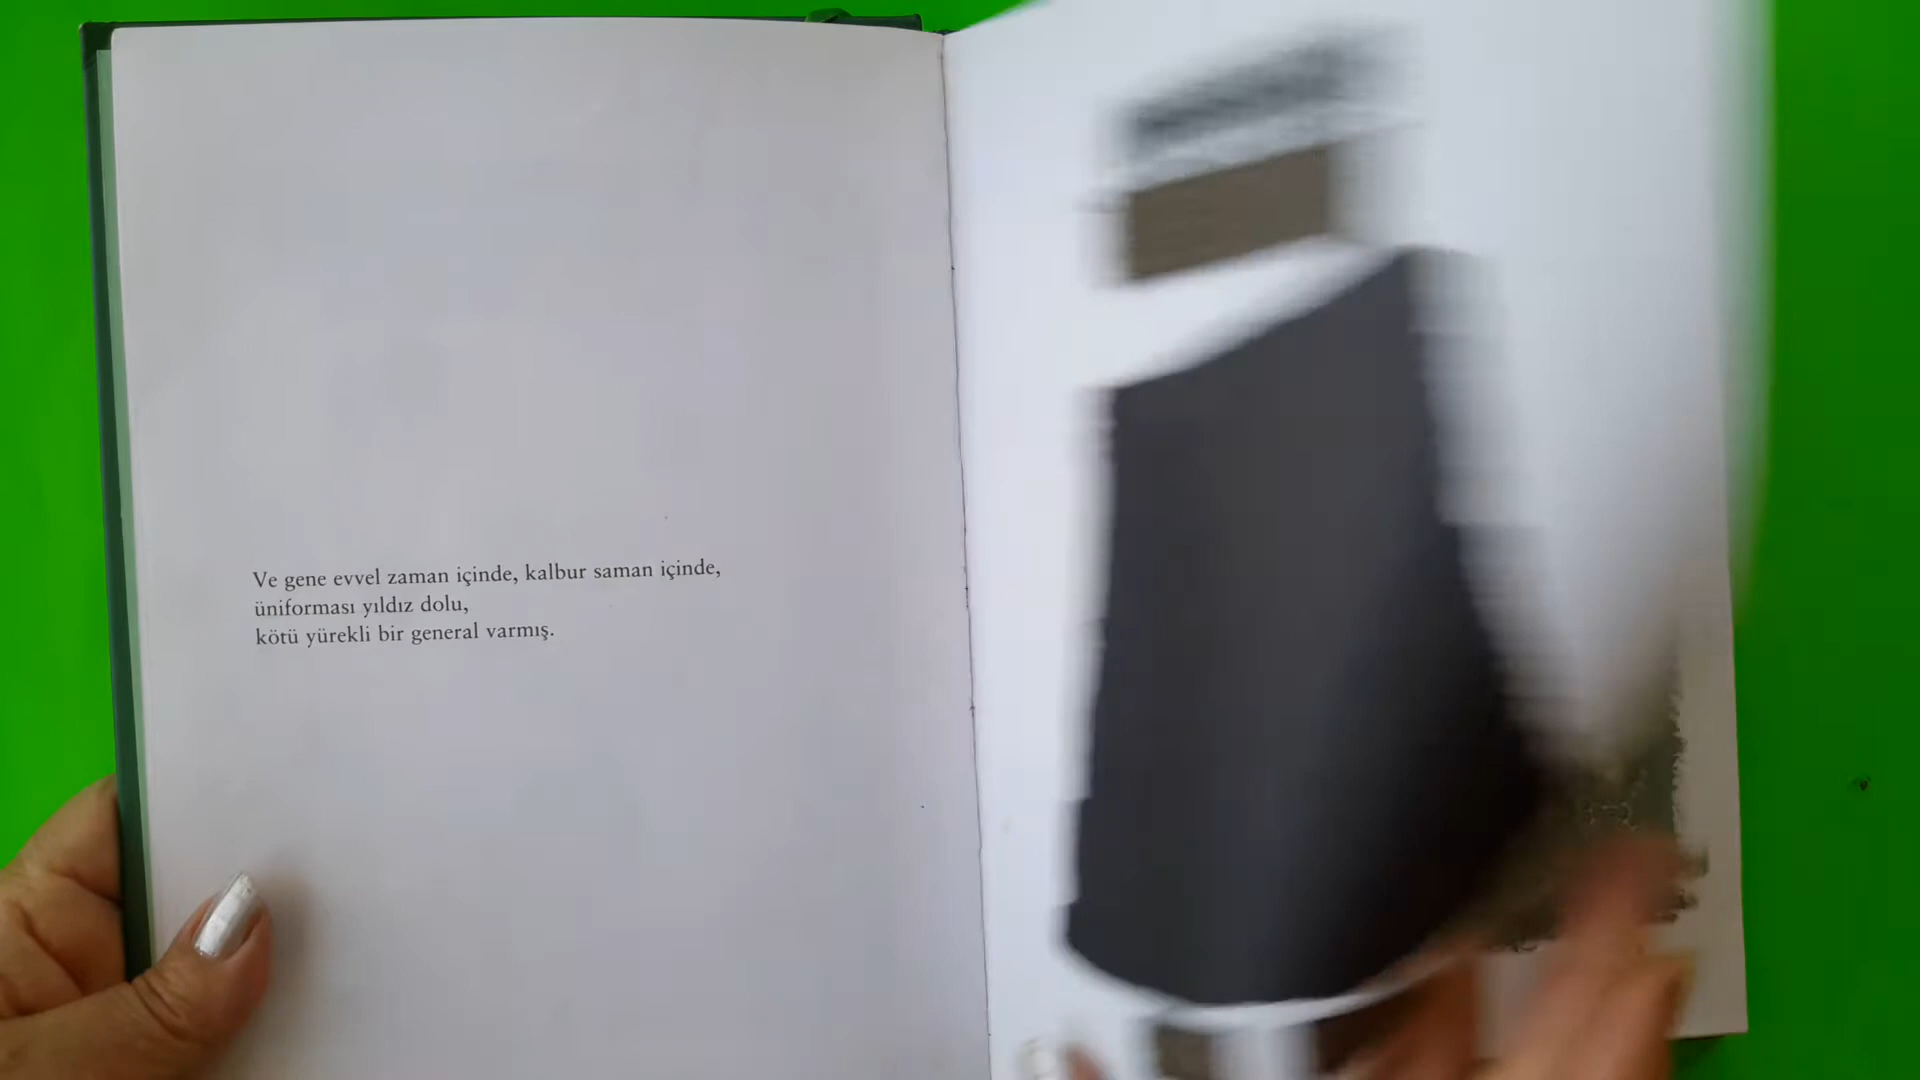 Ve gene evvel zaman içinde, kalbur saman içinde,
üniforması yıldız dolu,
kötü yürekli bir general varmış.